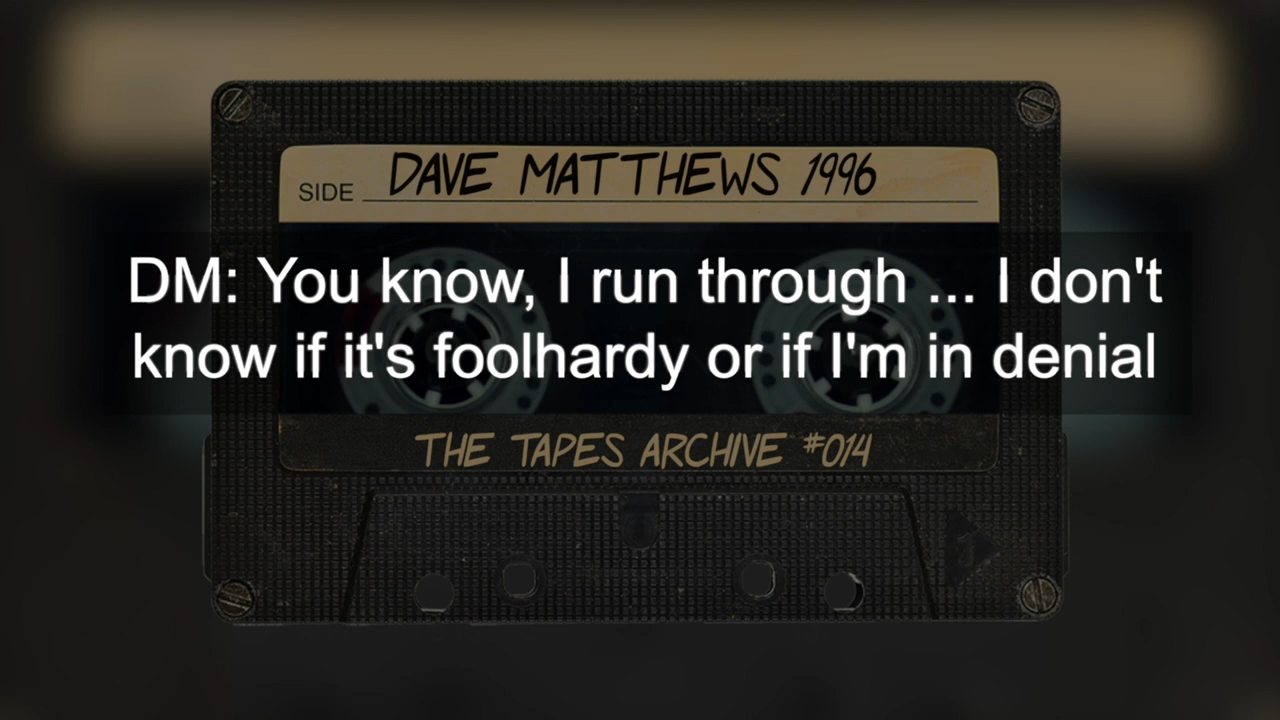 SIDE DAVE MATTHEWS 1996
DM: You know, I run through ... I don't
know if it's foolhardy or if I'm in denial
THE TAPES ARCHIVE #014